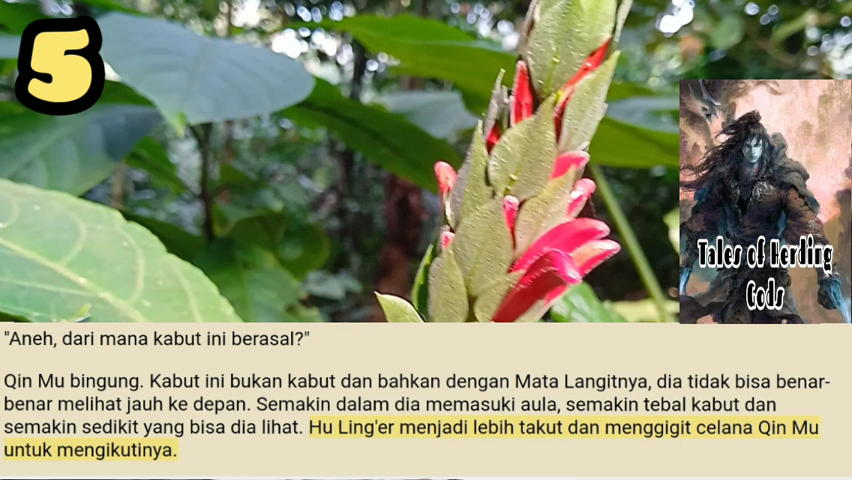 5
Tales of Herding
Gods
"Aneh, dari mana kabut ini berasal?"
Qin Mu bingung. Kabut ini bukan kabut dan bahkan dengan Mata Langitnya, dia tidak bisa benar-
benar melihat jauh ke depan. Semakin dalam dia memasuki aula, semakin tebal kabut dan
semakin sedikit yang bisa dia lihat. Hu Ling'er menjadi lebih takut dan menggigit celana Qin Mu
untuk mengikutinya.